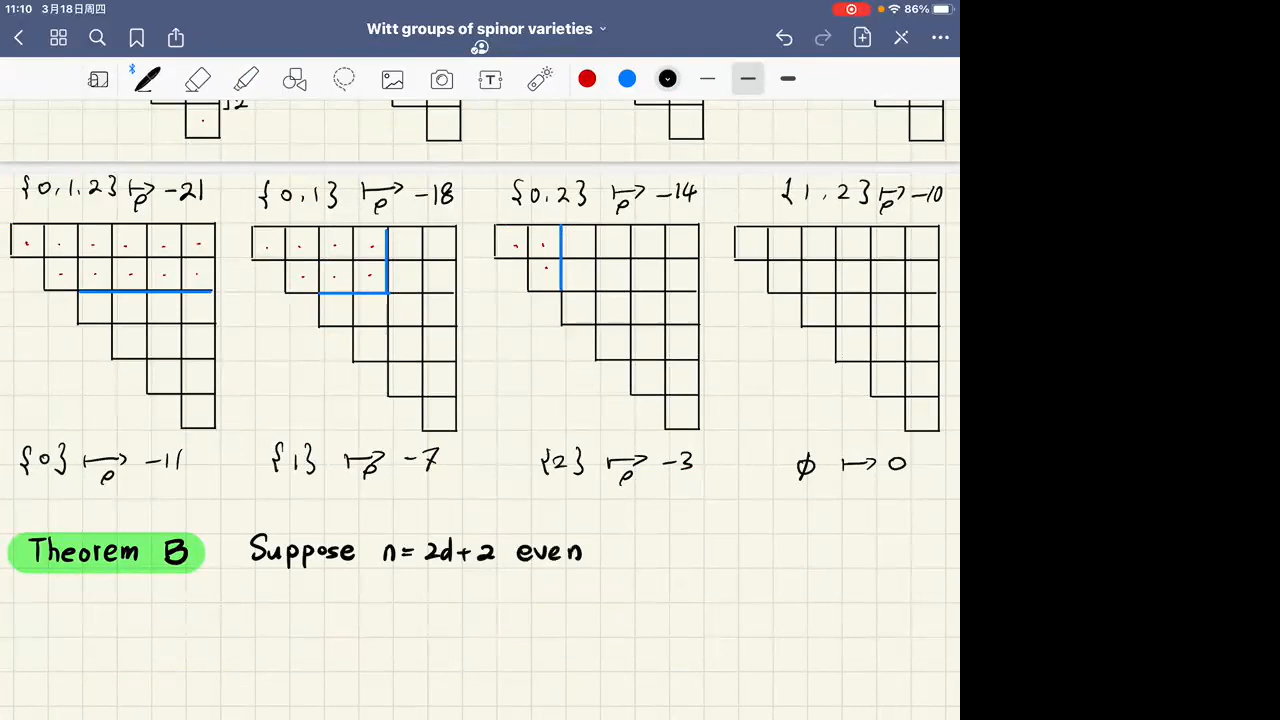 11:10 3月18日周四
86%
Witt groups of spinor varieties
T
2
{0,1,2} ↦ρ -21 {0,1} ↦ρ -18 {0,2} ↦ρ -14 {1,2} ↦ρ -10
{0} ↦ρ -11 {1} ↦ρ -7 {2} ↦ρ -3 ϕ ↦ 0
Theorem B Suppose n = 2d+2 even